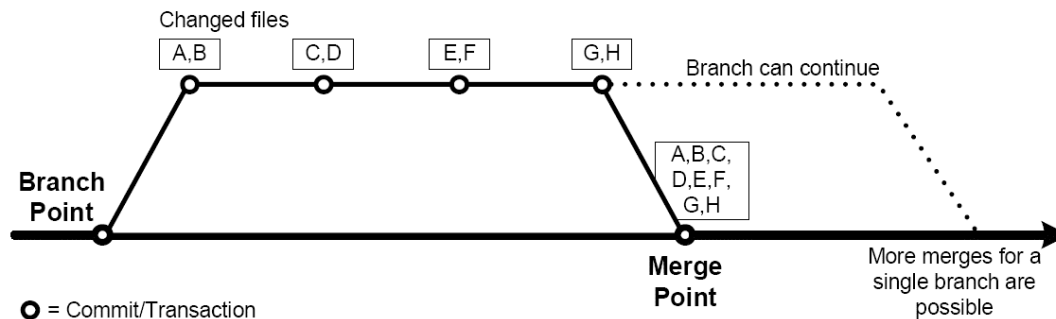 Changed files
A,B
C,D
E,F
G,H
Branch can continue
A,B,C,
D,E,F,
G,H
Branch
Point
Merge
Point
More merges for a
single branch are
possible
= Commit/Transaction